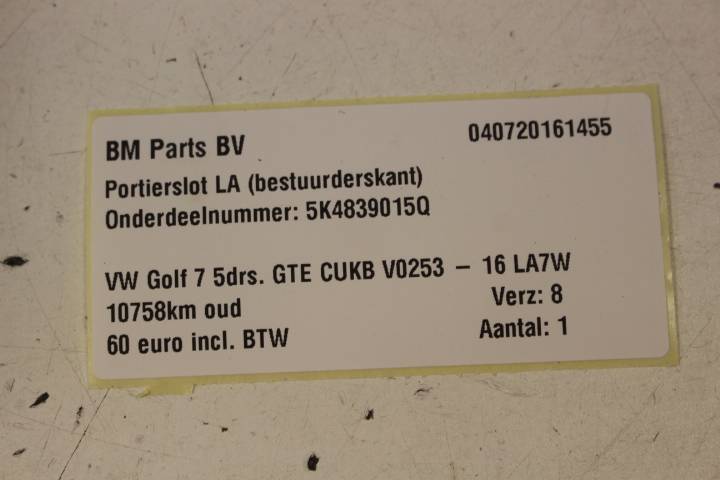 BM Parts BV 040720161455
Portierslot LA (bestuurderskant)
Onderdeelnummer: 5K4839015Q
VW Golf 7 5drs. GTE CUKB V0253 – 16 LA7W
10758km oud Verz: 8
60 euro incl. BTW Aantal: 1